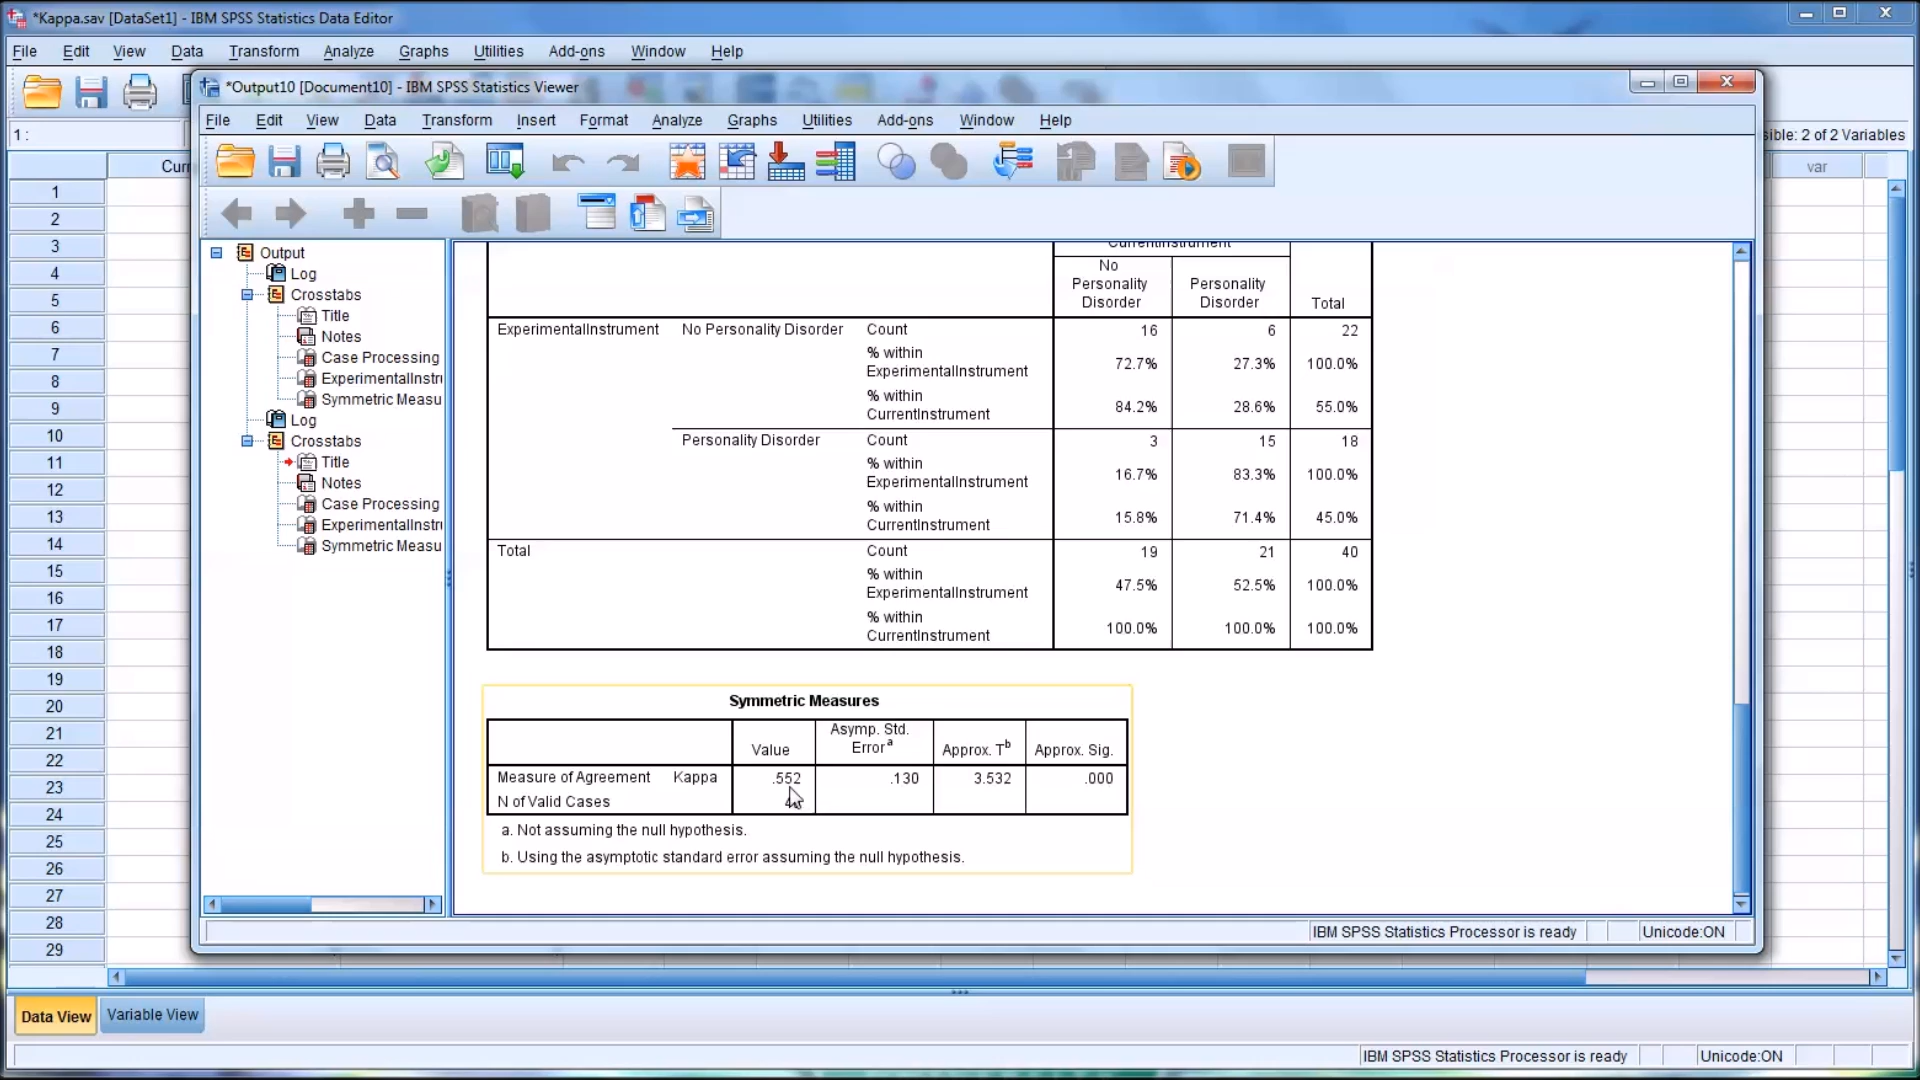 *Kappa.sav [DataSet1] - IBM SPSS Statistics Data Editor
File Edit View Data Transform Analyze Graphs Utilities Add-ons Window Help
*Output10 [Document10] - IBM SPSS Statistics Viewer
File Edit View Data Transform Insert Format Analyze Graphs Utilities Add-ons Window Help
1 :
sible: 2 of 2 Variables
Curr
var
1
2
3
4
5
6
7
8
9
10
11
12
13
14
15
16
17
18
19
20
21
22
23
24
25
26
27
28
29
Output
Log
Crosstabs
Title
Notes
Case Processing
ExperimentalInstru
Symmetric Measu
Log
Crosstabs
Title
Notes
Case Processing
ExperimentalInstru
Symmetric Measu
CurrentInstrument
No Personality Disorder Personality Disorder Total
ExperimentalInstrument No Personality Disorder Count 16 6 22
% within ExperimentalInstrument 72.7% 27.3% 100.0%
% within CurrentInstrument 84.2% 28.6% 55.0%
Personality Disorder Count 3 15 18
% within ExperimentalInstrument 16.7% 83.3% 100.0%
% within CurrentInstrument 15.8% 71.4% 45.0%
Total Count 19 21 40
% within ExperimentalInstrument 47.5% 52.5% 100.0%
% within CurrentInstrument 100.0% 100.0% 100.0%
Symmetric Measures
Value Asymp. Std. Error a Approx. T b Approx. Sig.
Measure of Agreement Kappa .552 .130 3.532 .000
N of Valid Cases
a. Not assuming the null hypothesis.
b. Using the asymptotic standard error assuming the null hypothesis.
IBM SPSS Statistics Processor is ready Unicode:ON
Data View Variable View
IBM SPSS Statistics Processor is ready Unicode:ON